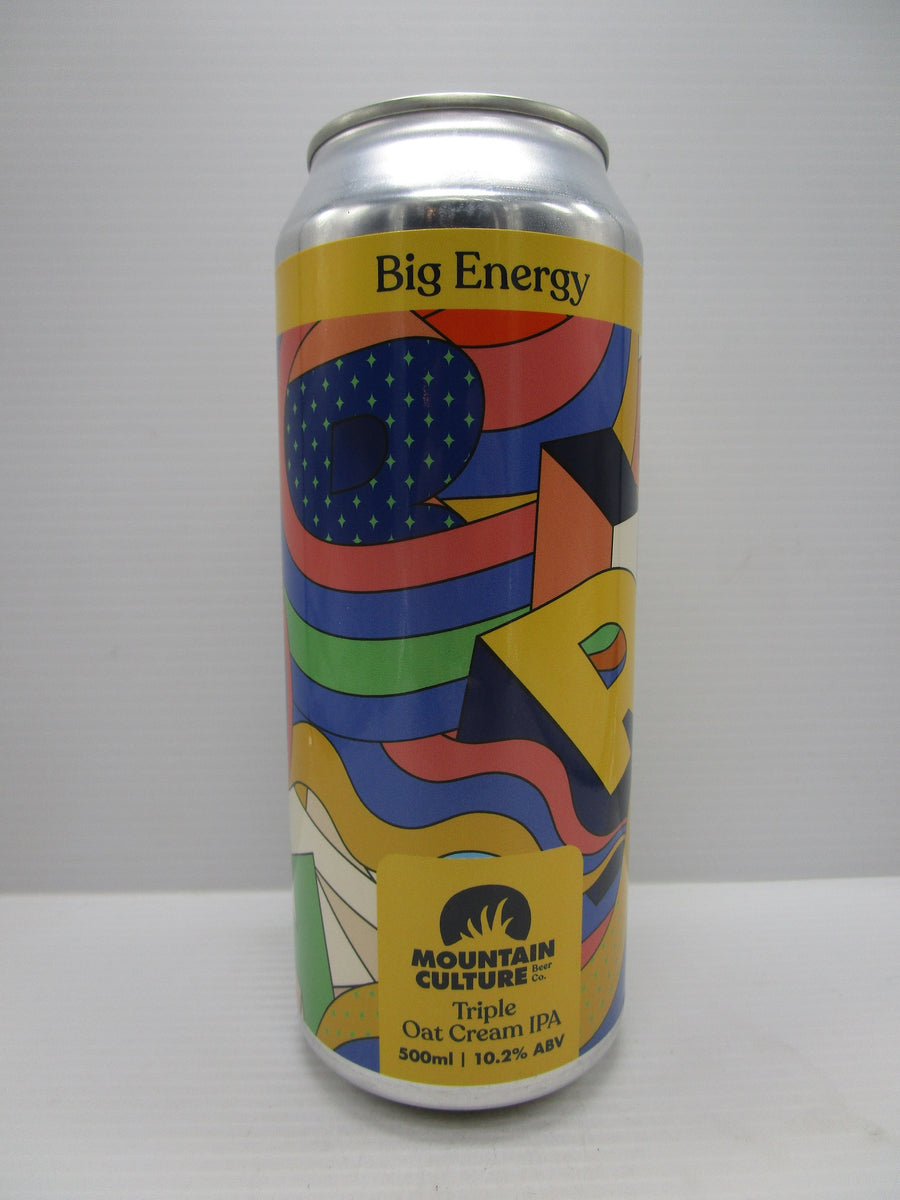 Big Energy
MOUNTAIN
CULTURE Beer Co.
Triple
Oat Cream IPA
500ml | 10.2% ABV